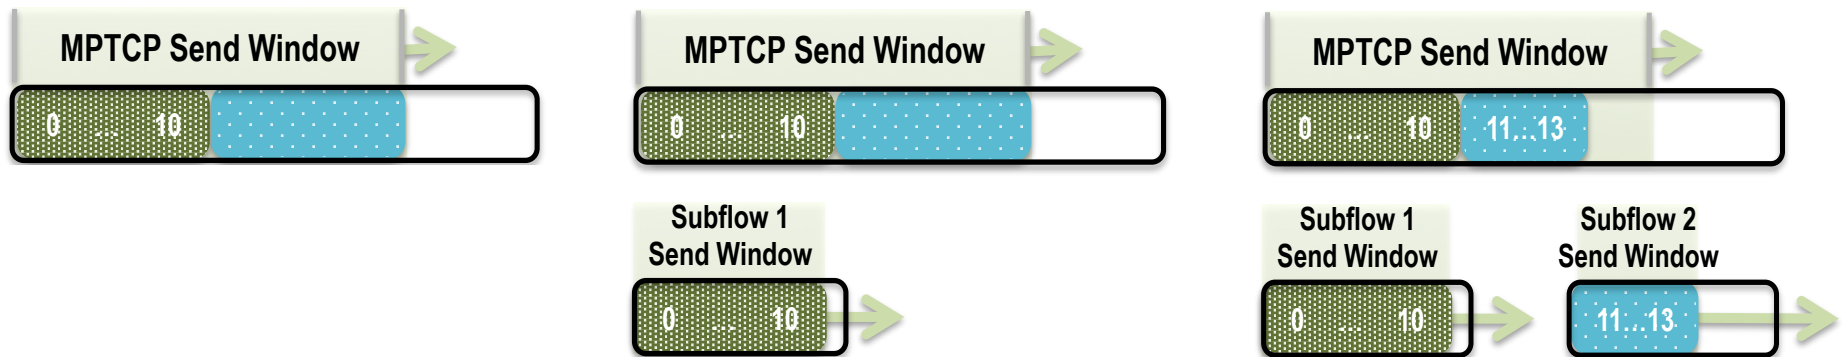 MPTCP Send Window
0 ... 10
MPTCP Send Window
0 ... 10
Subflow 1
Send Window
0 ... 10
MPTCP Send Window
0 ... 10 11...13
Subflow 1
Send Window
0 ... 10
Subflow 2
Send Window
11...13